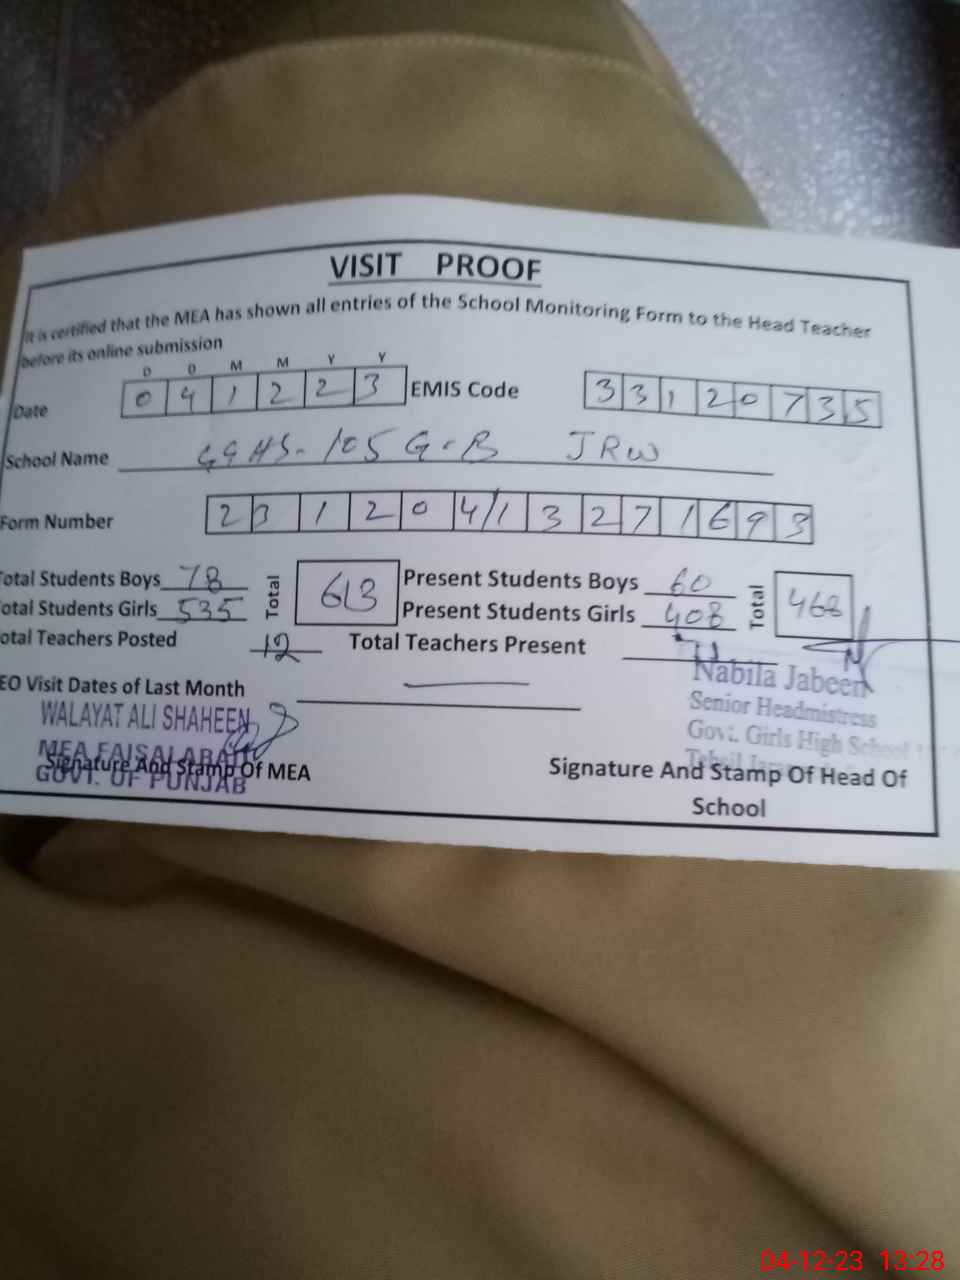 VISIT PROOF
It is certified that the MEA has shown all entries of the School Monitoring Form to the Head Teacher
before its online submission
D D M M Y Y
Date 0 4 1 2 2 3 EMIS Code 3 3 1 2 0 7 3 5
School Name GGHS. 105 G.B JRW
Form Number 2 3 1 2 0 4/1 3 2 7 1 6 9 3
Total Students Boys 78 Total 613 Present Students Boys 60 Total 468
Total Students Girls 535 Present Students Girls 408
Total Teachers Posted 12 Total Teachers Present
EO Visit Dates of Last Month —
Nabila Jabeen
Senior Headmistress
Govt. Girls High School
WALAYAT ALI SHAHEEN
MEA FAISALABAD
GOVT. OF PUNJAB
Signature And Stamp Of MEA
Signature And Stamp Of Head Of
School
04-12-23 13:28